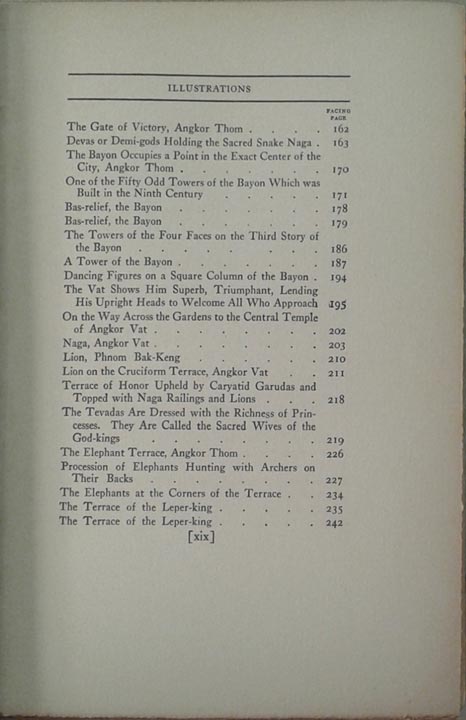 ILLUSTRATIONS
FACING
PAGE
The Gate of Victory, Angkor Thom . . . . 162
Devas or Demi-gods Holding the Sacred Snake Naga . 163
The Bayon Occupies a Point in the Exact Center of the
City, Angkor Thom . . . . . . . 170
One of the Fifty Odd Towers of the Bayon Which was
Built in the Ninth Century . . . . . 171
Bas-relief, the Bayon . . . . . . . 178
Bas-relief, the Bayon . . . . . . . 179
The Towers of the Four Faces on the Third Story of
the Bayon . . . . . . . . 186
A Tower of the Bayon . . . . . . . 187
Dancing Figures on a Square Column of the Bayon . 194
The Vat Shows Him Superb, Triumphant, Lending
His Upright Heads to Welcome All Who Approach 195
On the Way Across the Gardens to the Central Temple
of Angkor Vat . . . . . . . . 202
Naga, Angkor Vat . . . . . . . . 203
Lion, Phnom Bak-Keng . . . . . . 210
Lion on the Cruciform Terrace, Angkor Vat . . 211
Terrace of Honor Upheld by Caryatid Garudas and
Topped with Naga Railings and Lions . . . 218
The Tevadas Are Dressed with the Richness of Prin-
cesses. They Are Called the Sacred Wives of the
God-kings . . . . . . . . 219
The Elephant Terrace, Angkor Thom . . . . 226
Procession of Elephants Hunting with Archers on
Their Backs . . . . . . . . 227
The Elephants at the Corners of the Terrace . . 234
The Terrace of the Leper-king . . . . . 235
The Terrace of the Leper-king . . . . . 242
[xix]